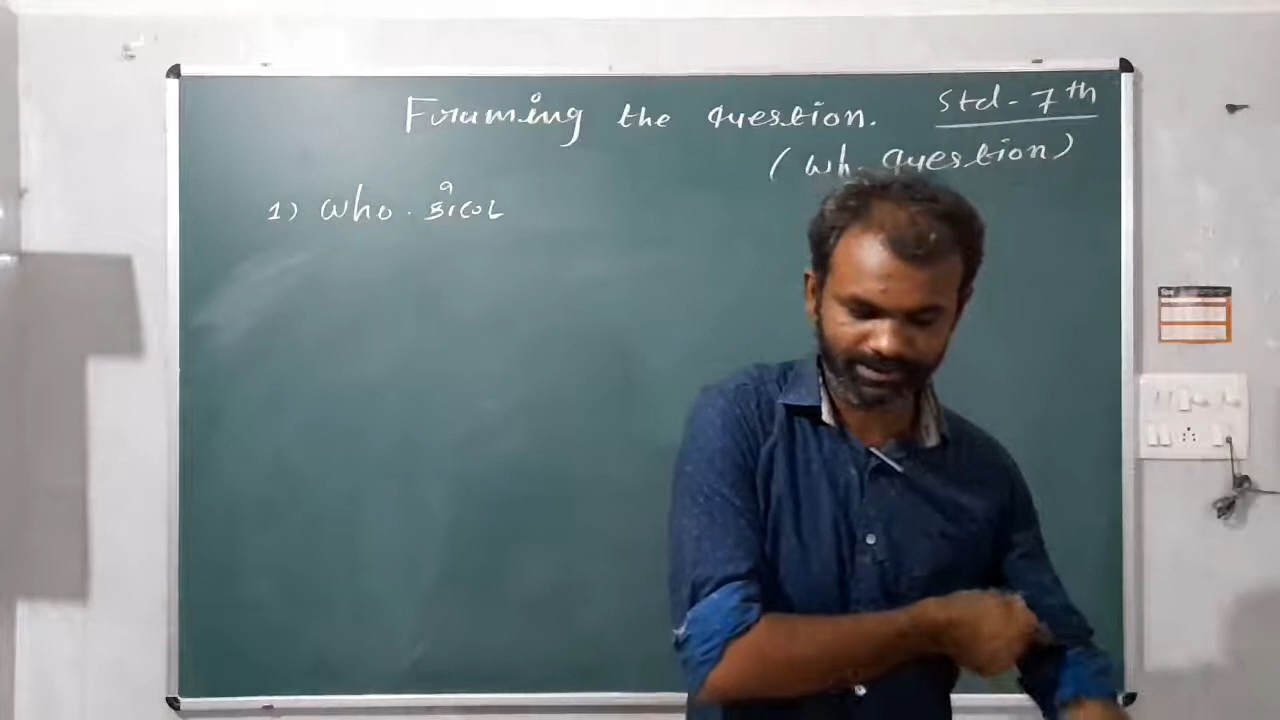 Framing the question. Std - 7th
(Wh-question)
1) Who. કોણ